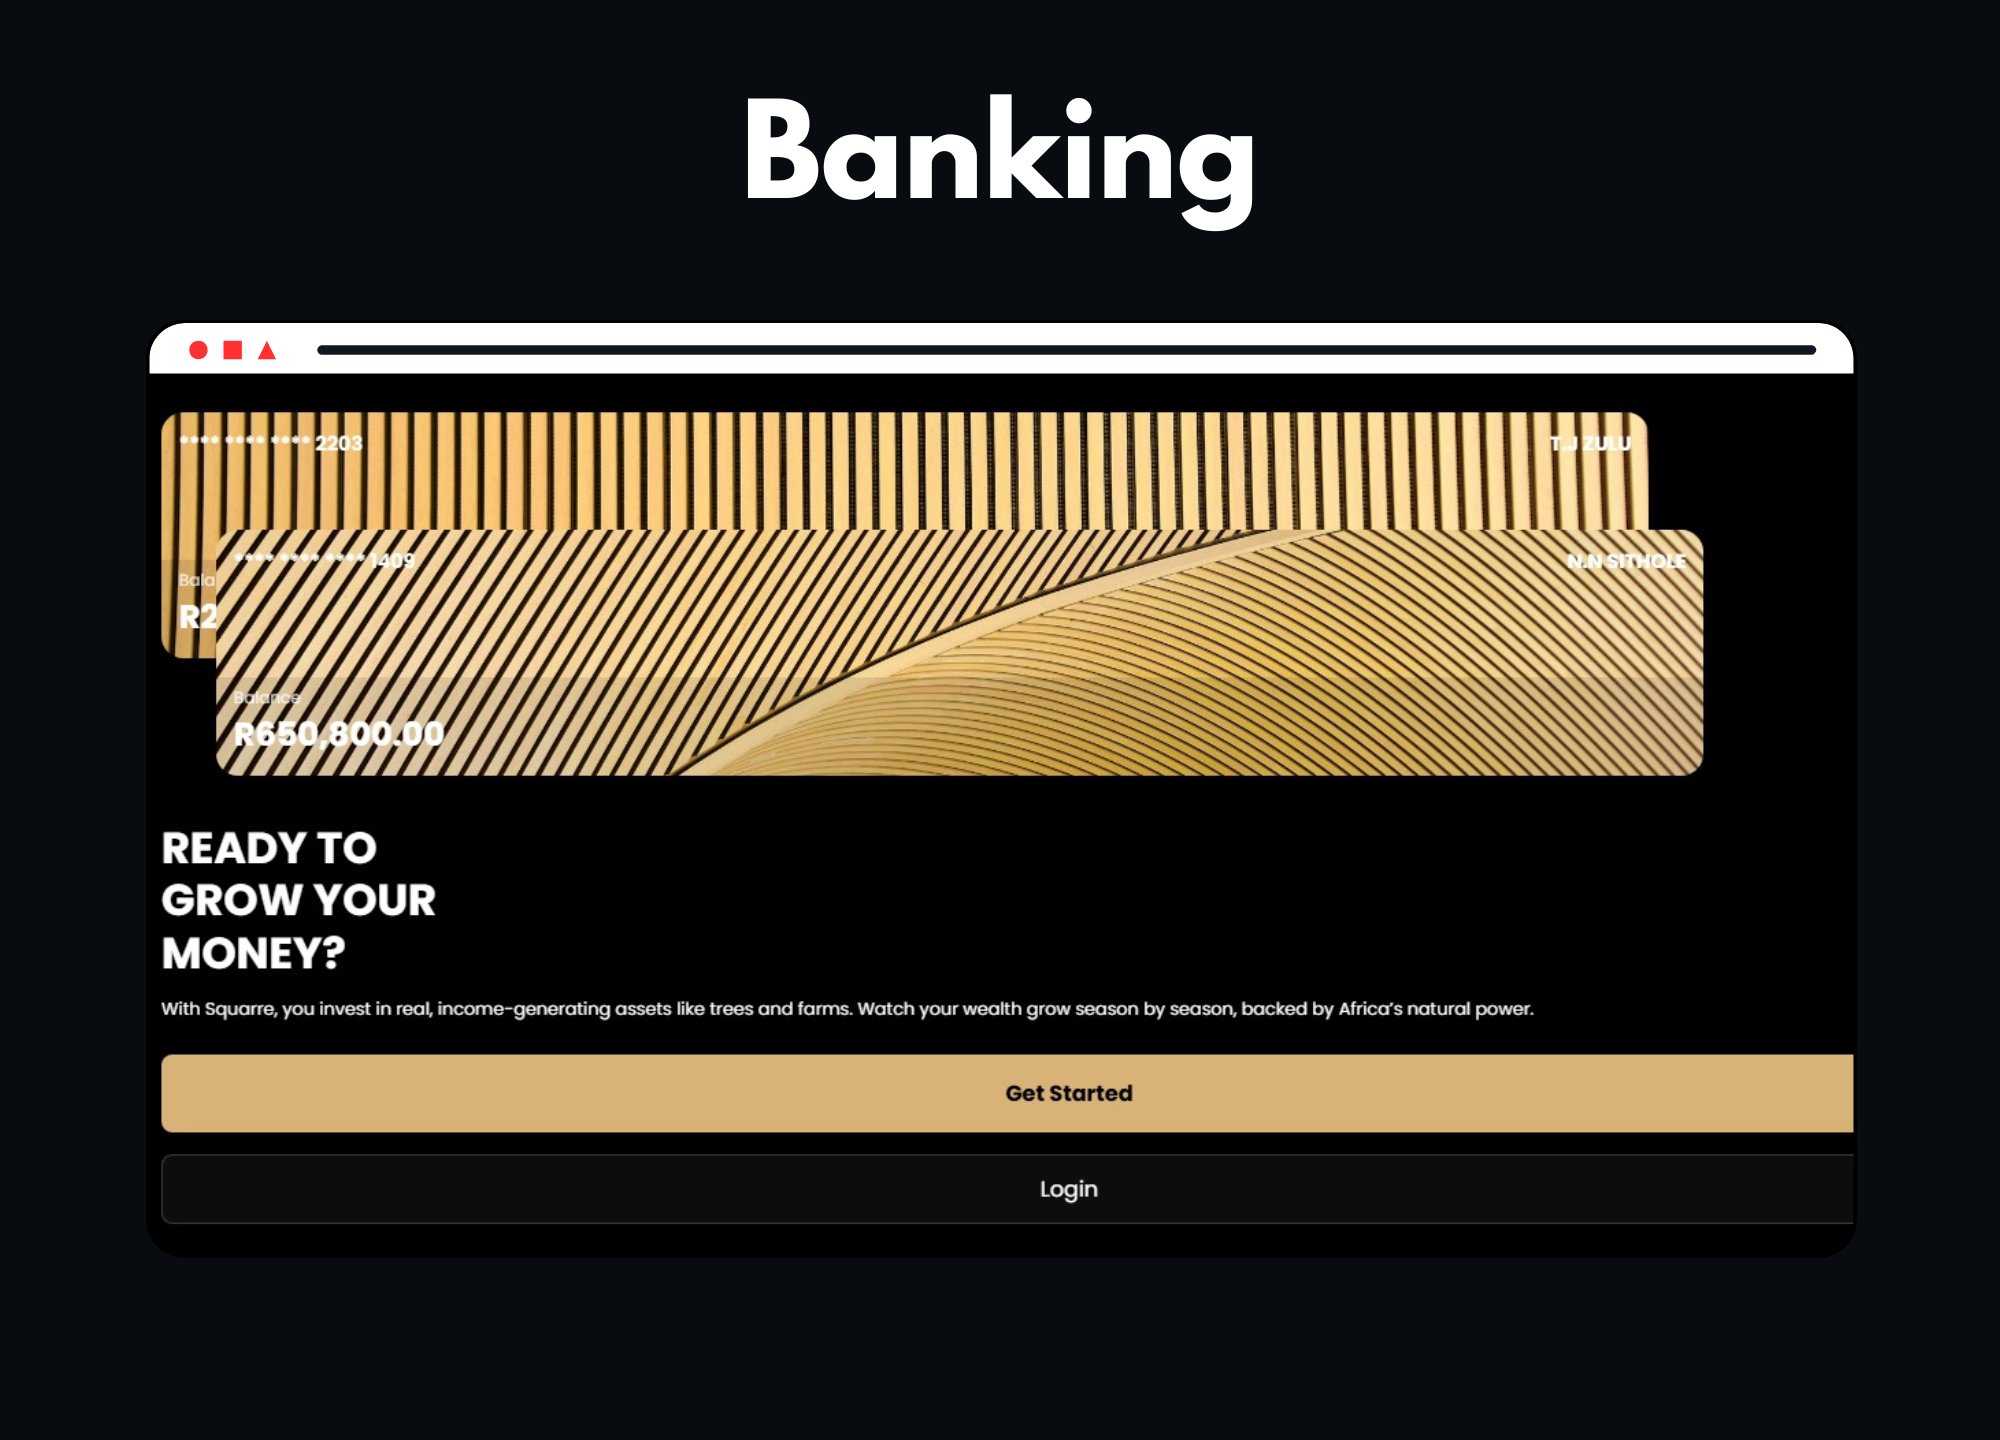 Banking
**** **** **** 2203
T.J ZULU
**** **** **** 1409
N.N SITHOLE
Bala
R2
Balance
R650,800.00
READY TO
GROW YOUR
MONEY?
With Squarre, you invest in real, income-generating assets like trees and farms. Watch your wealth grow season by season, backed by Africa's natural power.
Get Started
Login